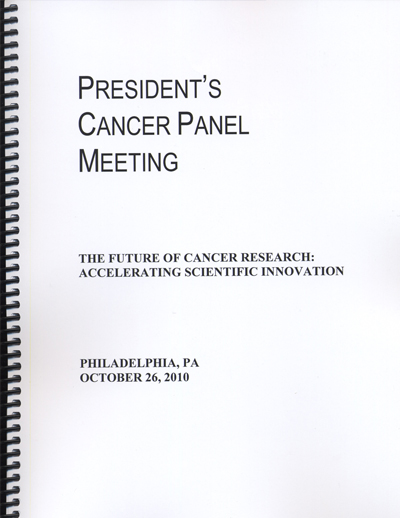 PRESIDENT'S
CANCER PANEL
MEETING
THE FUTURE OF CANCER RESEARCH:
ACCELERATING SCIENTIFIC INNOVATION
PHILADELPHIA, PA
OCTOBER 26, 2010